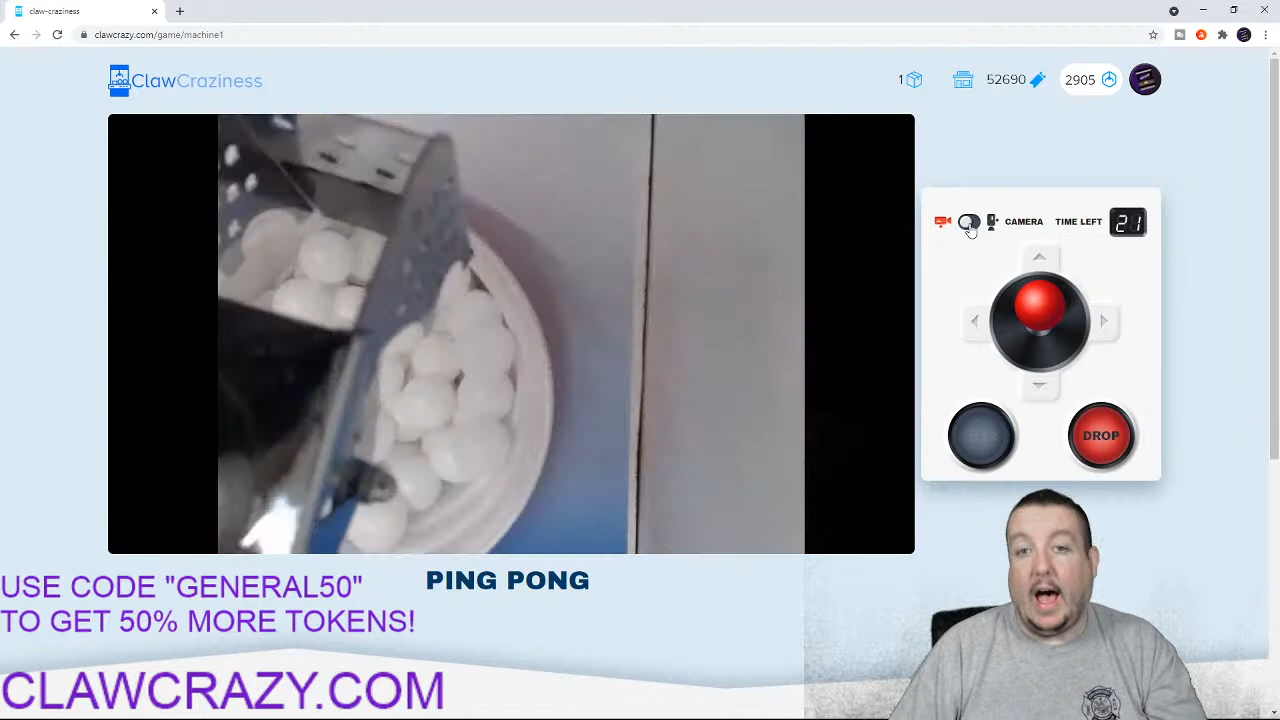 claw-craziness
clawcrazy.com/game/machine1
ClawCraziness
1
52690
2905
CAMERA
TIME LEFT
21
DROP
PING PONG
USE CODE "GENERAL50"
TO GET 50% MORE TOKENS!
CLAWCRAZY.COM